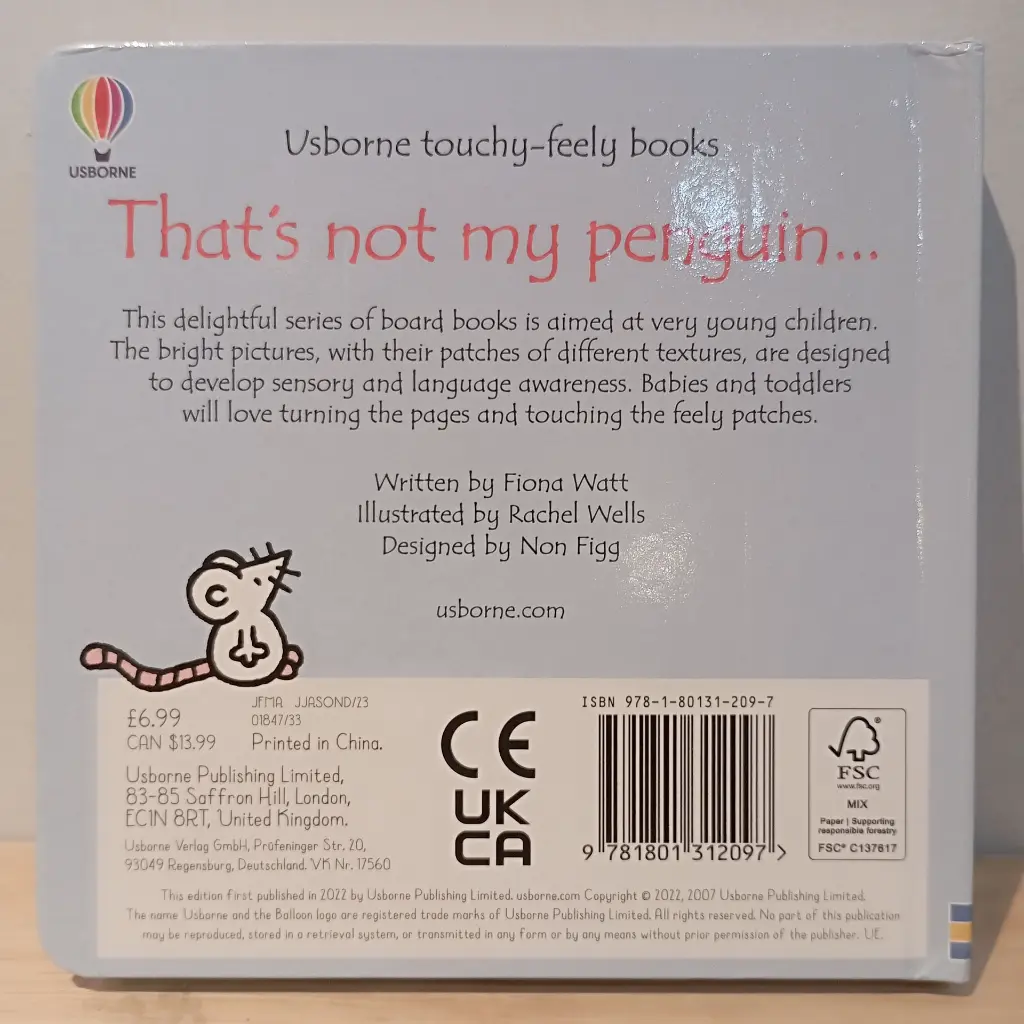 USBORNE
Usborne touchy-feely books
That's not my penguin...
This delightful series of board books is aimed at very young children.
The bright pictures, with their patches of different textures, are designed
to develop sensory and language awareness. Babies and toddlers
will love turning the pages and touching the feely patches.
Written by Fiona Watt
Illustrated by Rachel Wells
Designed by Non Figg
usborne.com
£6.99
CAN $13.99
JFMA JJASOND/23
01847/33
Printed in China.
Usborne Publishing Limited,
83-85 Saffron Hill, London,
EC1N 8RT, United Kingdom.
Usborne Verlag GmbH, Prüfeninger Str. 20,
93049 Regensburg, Deutschland. VK Nr. 17560
CE
UK
CA
ISBN 978-1-80131-209-7
9 781801 312097 >
FSC
www.fsc.org
MIX
Paper | Supporting
responsible forestry
FSC® C137617
This edition first published in 2022 by Usborne Publishing Limited. usborne.com Copyright © 2022, 2007 Usborne Publishing Limited.
The name Usborne and the Balloon logo are registered trade marks of Usborne Publishing Limited. All rights reserved. No part of this publication
may be reproduced, stored in a retrieval system, or transmitted in any form or by any means without prior permission of the publisher. UE.